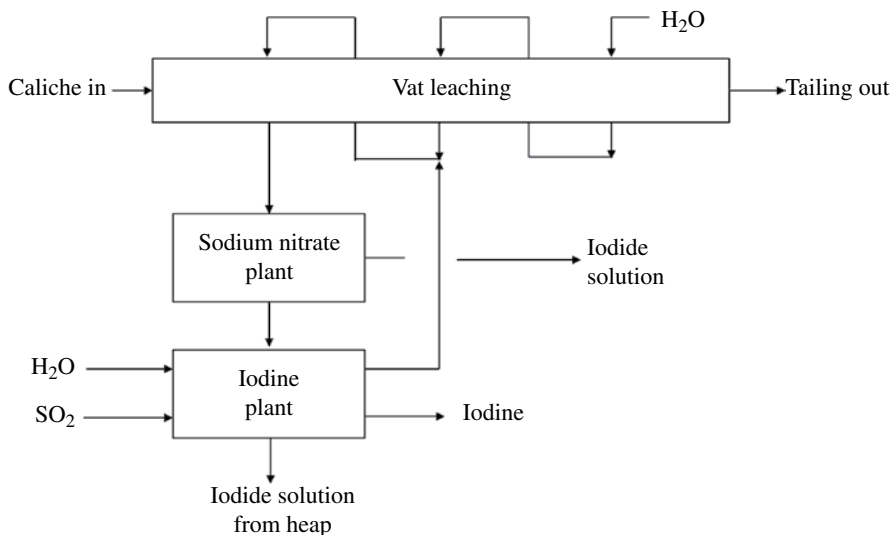 H₂O
Caliche in
Vat leaching
Tailing out
Sodium nitrate
plant
Iodide
solution
H₂O
SO₂
Iodine
plant
Iodine
Iodide solution
from heap